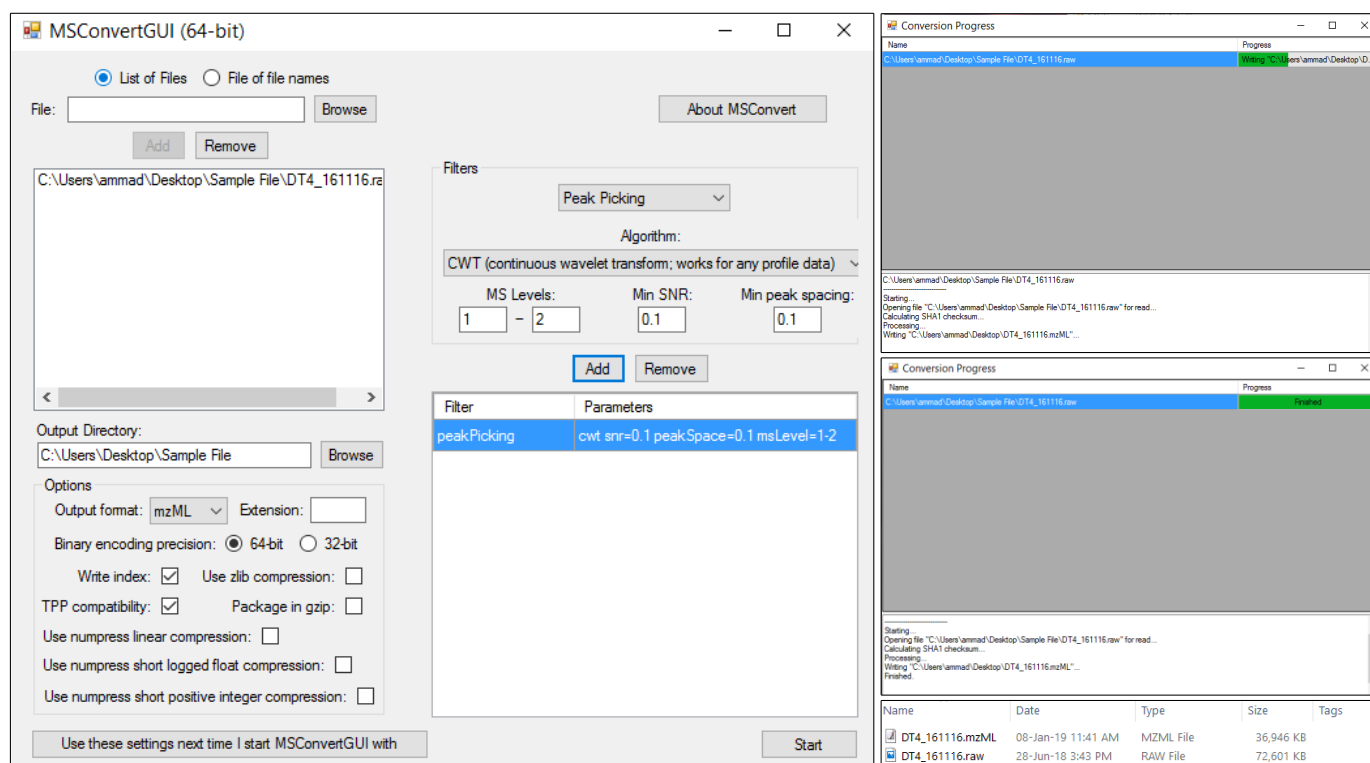 MSConvertGUI (64-bit)
List of Files File of file names
File: Browse
About MSConvert
Add Remove
C:\Users\ammad\Desktop\Sample File\DT4_161116.ra
Filters
Peak Picking
Algorithm:
CWT (continuous wavelet transform; works for any profile data)
MS Levels: Min SNR: Min peak spacing:
1 - 2 0.1 0.1
Add Remove
Filter Parameters
peakPicking cwt snr=0.1 peakSpace=0.1 msLevel=1-2
Output Directory:
C:\Users\Desktop\Sample File Browse
Options
Output format: mzML Extension:
Binary encoding precision: 64-bit 32-bit
Write index: Use zlib compression:
TPP compatibility: Package in gzip:
Use numpress linear compression:
Use numpress short logged float compression:
Use numpress short positive integer compression:
Use these settings next time I start MSConvertGUI with
Start
Conversion Progress
Name Progress
C:\Users\ammad\Desktop\Sample File\DT4_161116.raw Writing "C:\Users\ammad\Desktop\D...
C:\Users\ammad\Desktop\Sample File\DT4_161116.raw
------------------------
Starting...
Opening file "C:\Users\ammad\Desktop\Sample File\DT4_161116.raw" for read...
Calculating SHA1 checksum...
Processing...
Writing "C:\Users\ammad\Desktop\DT4_161116.mzML"...
Conversion Progress
Name Progress
C:\Users\ammad\Desktop\Sample File\DT4_161116.raw Finished
------------------------
Starting...
Opening file "C:\Users\ammad\Desktop\Sample File\DT4_161116.raw" for read...
Calculating SHA1 checksum...
Processing...
Writing "C:\Users\ammad\Desktop\DT4_161116.mzML"...
Finished.
Name Date Type Size Tags
DT4_161116.mzML 08-Jan-19 11:41 AM MZML File 36,946 KB
DT4_161116.raw 28-Jun-18 3:43 PM RAW File 72,601 KB